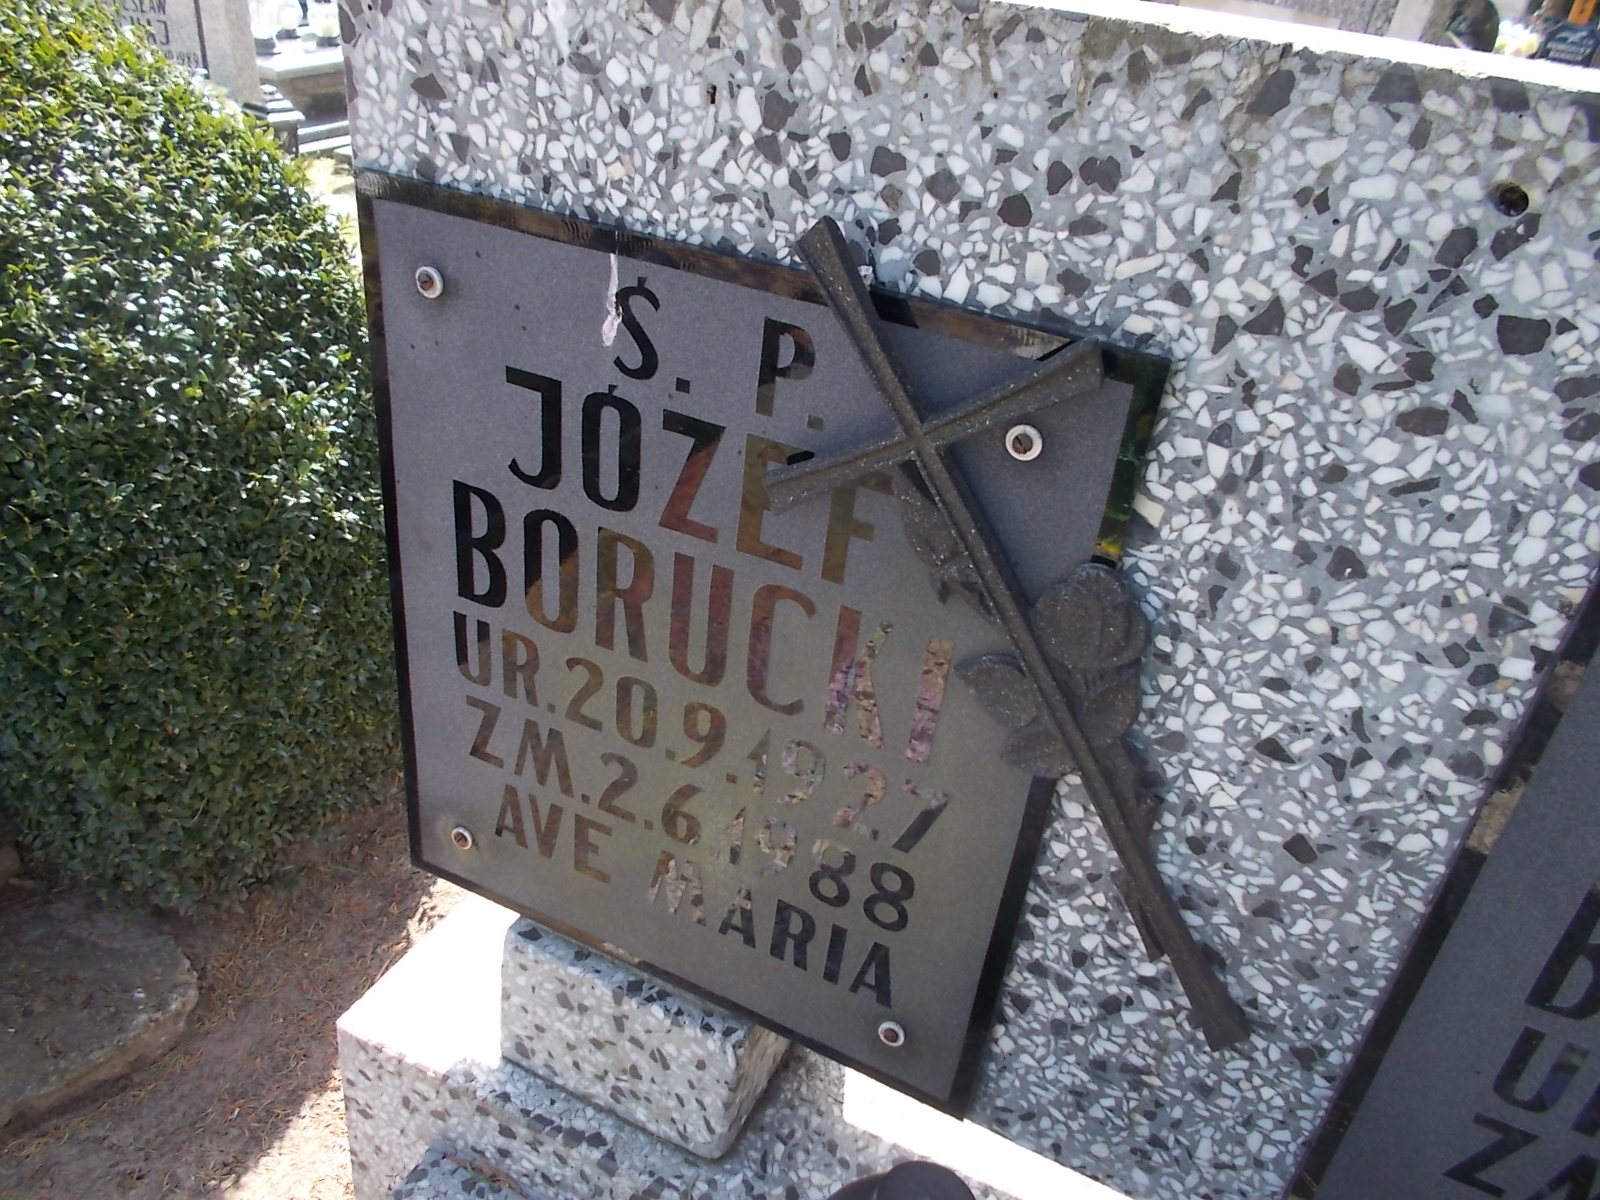 Ś. P.
JÓZEF
BORUCKI
UR. 20.9.1927
ZM. 2.6.1988
AVE MARIA